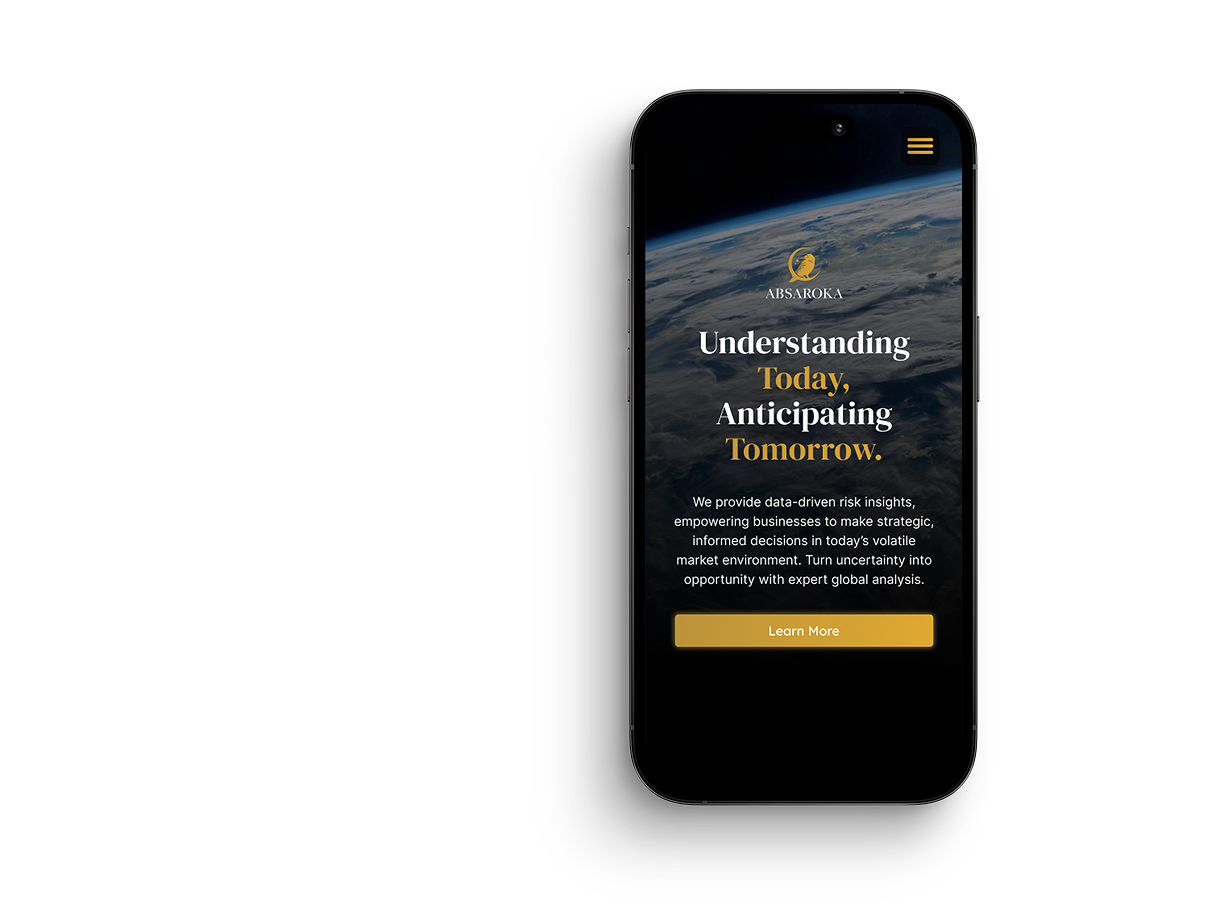 ABSAROKA
Understanding
Today,
Anticipating
Tomorrow.
We provide data-driven risk insights,
empowering businesses to make strategic,
informed decisions in today’s volatile
market environment. Turn uncertainty into
opportunity with expert global analysis.
Learn More